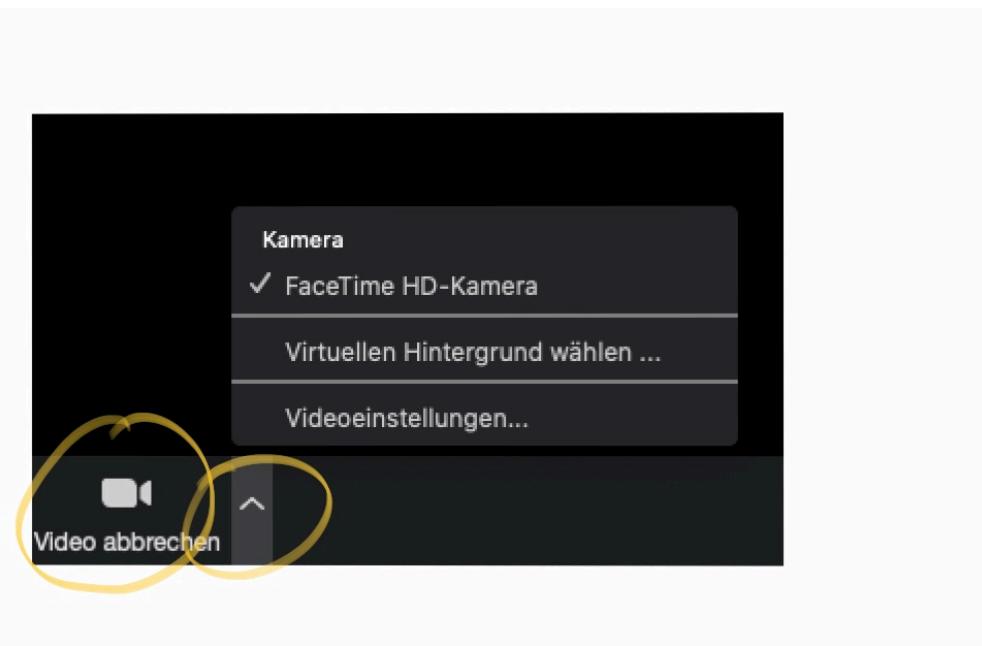 Kamera
FaceTime HD-Kamera
Virtuellen Hintergrund wählen ...
Videoeinstellungen...
Video abbrechen